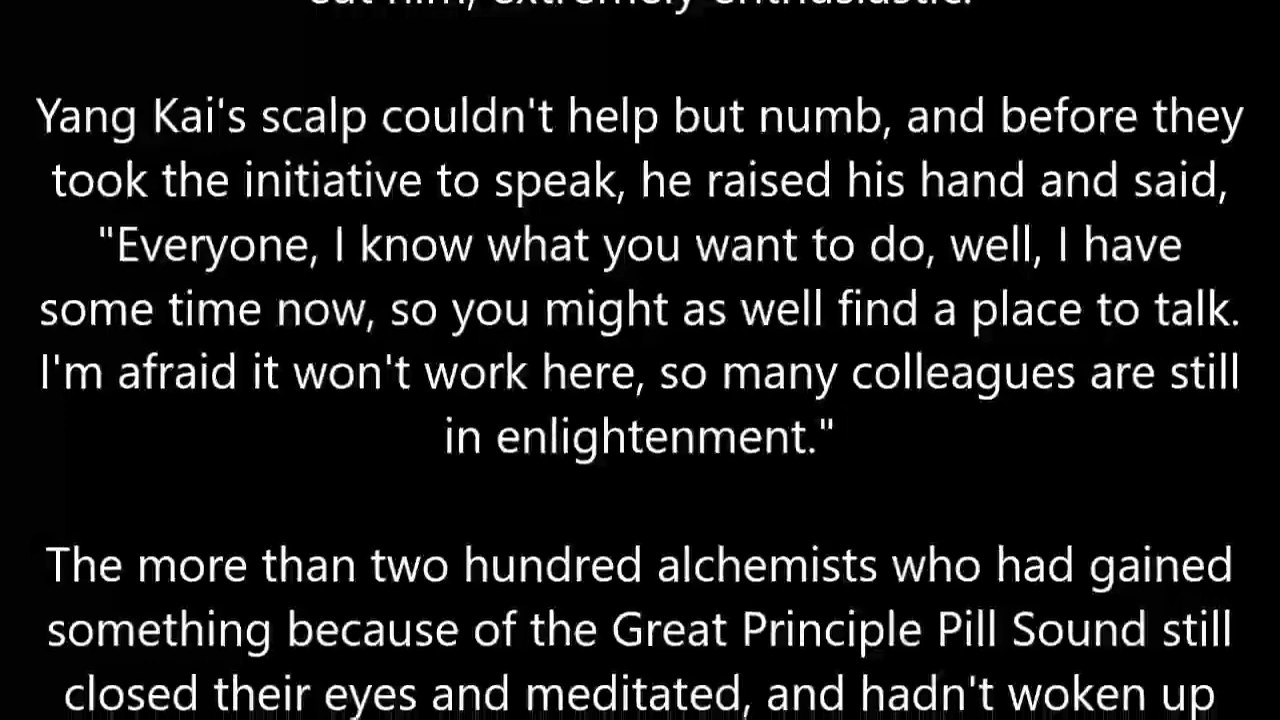 eat him, extremely enthusiastic.
Yang Kai's scalp couldn't help but numb, and before they
took the initiative to speak, he raised his hand and said,
"Everyone, I know what you want to do, well, I have
some time now, so you might as well find a place to talk.
I'm afraid it won't work here, so many colleagues are still
in enlightenment."
The more than two hundred alchemists who had gained
something because of the Great Principle Pill Sound still
closed their eyes and meditated, and hadn't woken up